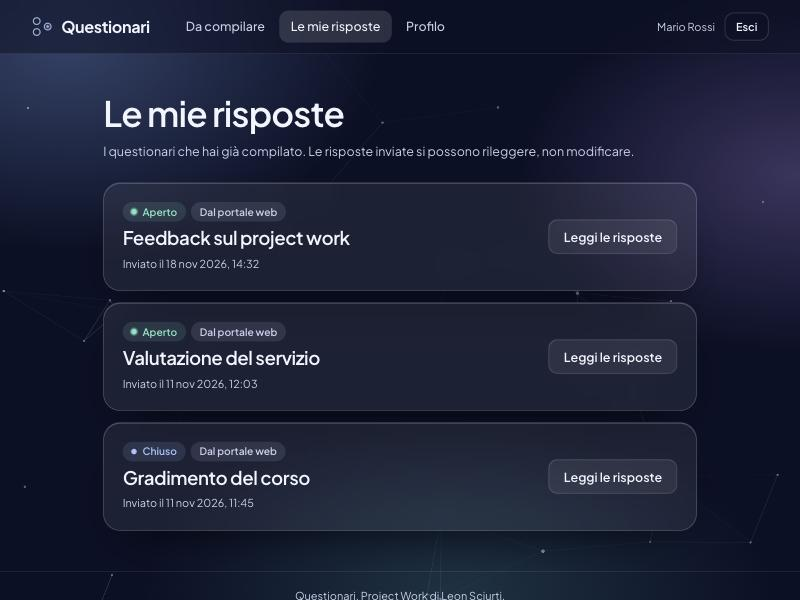 Questionari
Da compilare
Le mie risposte
Profilo
Mario Rossi
Esci
Le mie risposte
I questionari che hai già compilato. Le risposte inviate si possono rileggere, non modificare.
Aperto
Dal portale web
Feedback sul project work
Inviato il 18 nov 2026, 14:32
Leggi le risposte
Aperto
Dal portale web
Valutazione del servizio
Inviato il 11 nov 2026, 12:03
Leggi le risposte
Chiuso
Dal portale web
Gradimento del corso
Inviato il 11 nov 2026, 11:45
Leggi le risposte
Questionari. Project Work di Leon Sciurti.